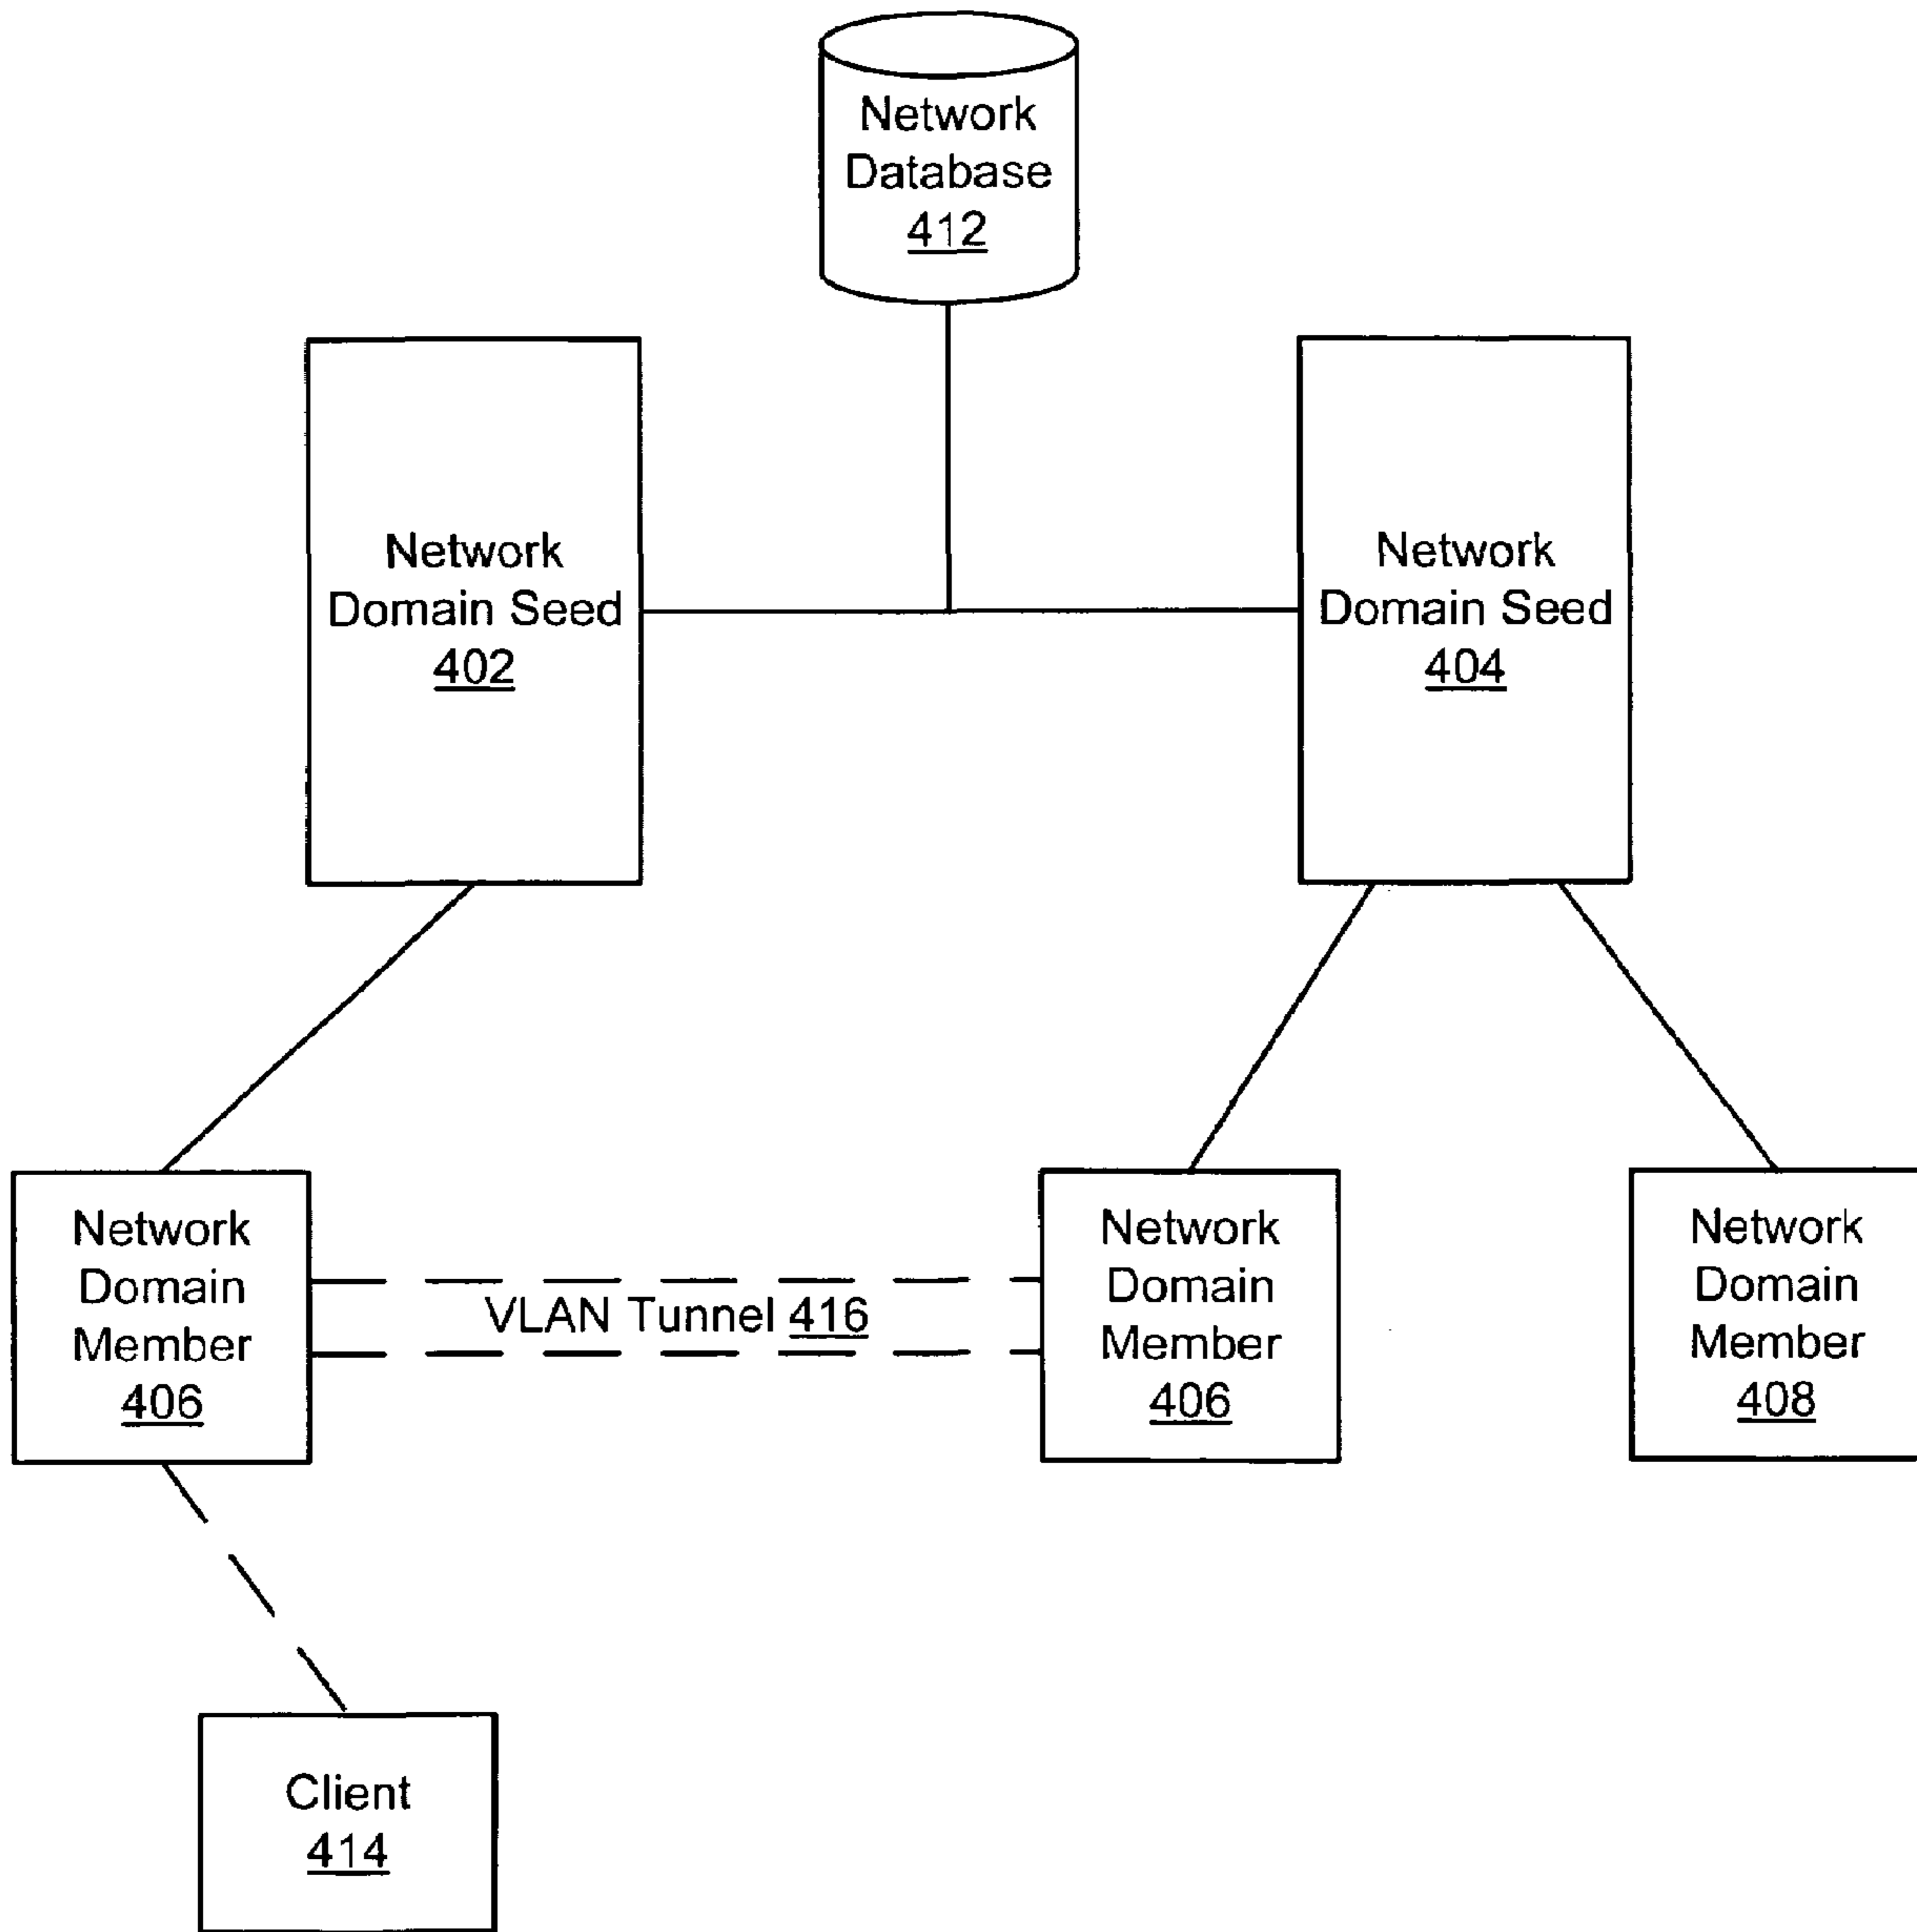 Network
Database
412
Network
Domain Seed
402
Network
Domain Seed
404
Network
Domain
Member
406
VLAN Tunnel 416
Network
Domain
Member
406
Network
Domain
Member
408
Client
414